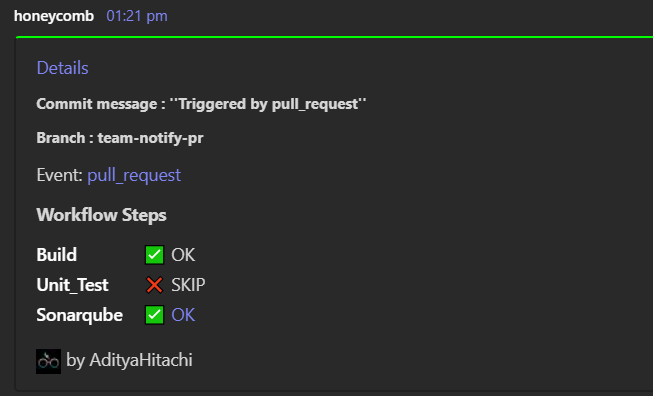 honeycomb 01:21 pm
Details
Commit message : ''Triggered by pull_request''
Branch : team-notify-pr
Event: pull_request
Workflow Steps
Build ✅ OK
Unit_Test ❌ SKIP
Sonarqube ✅ OK
by AdityaHitachi